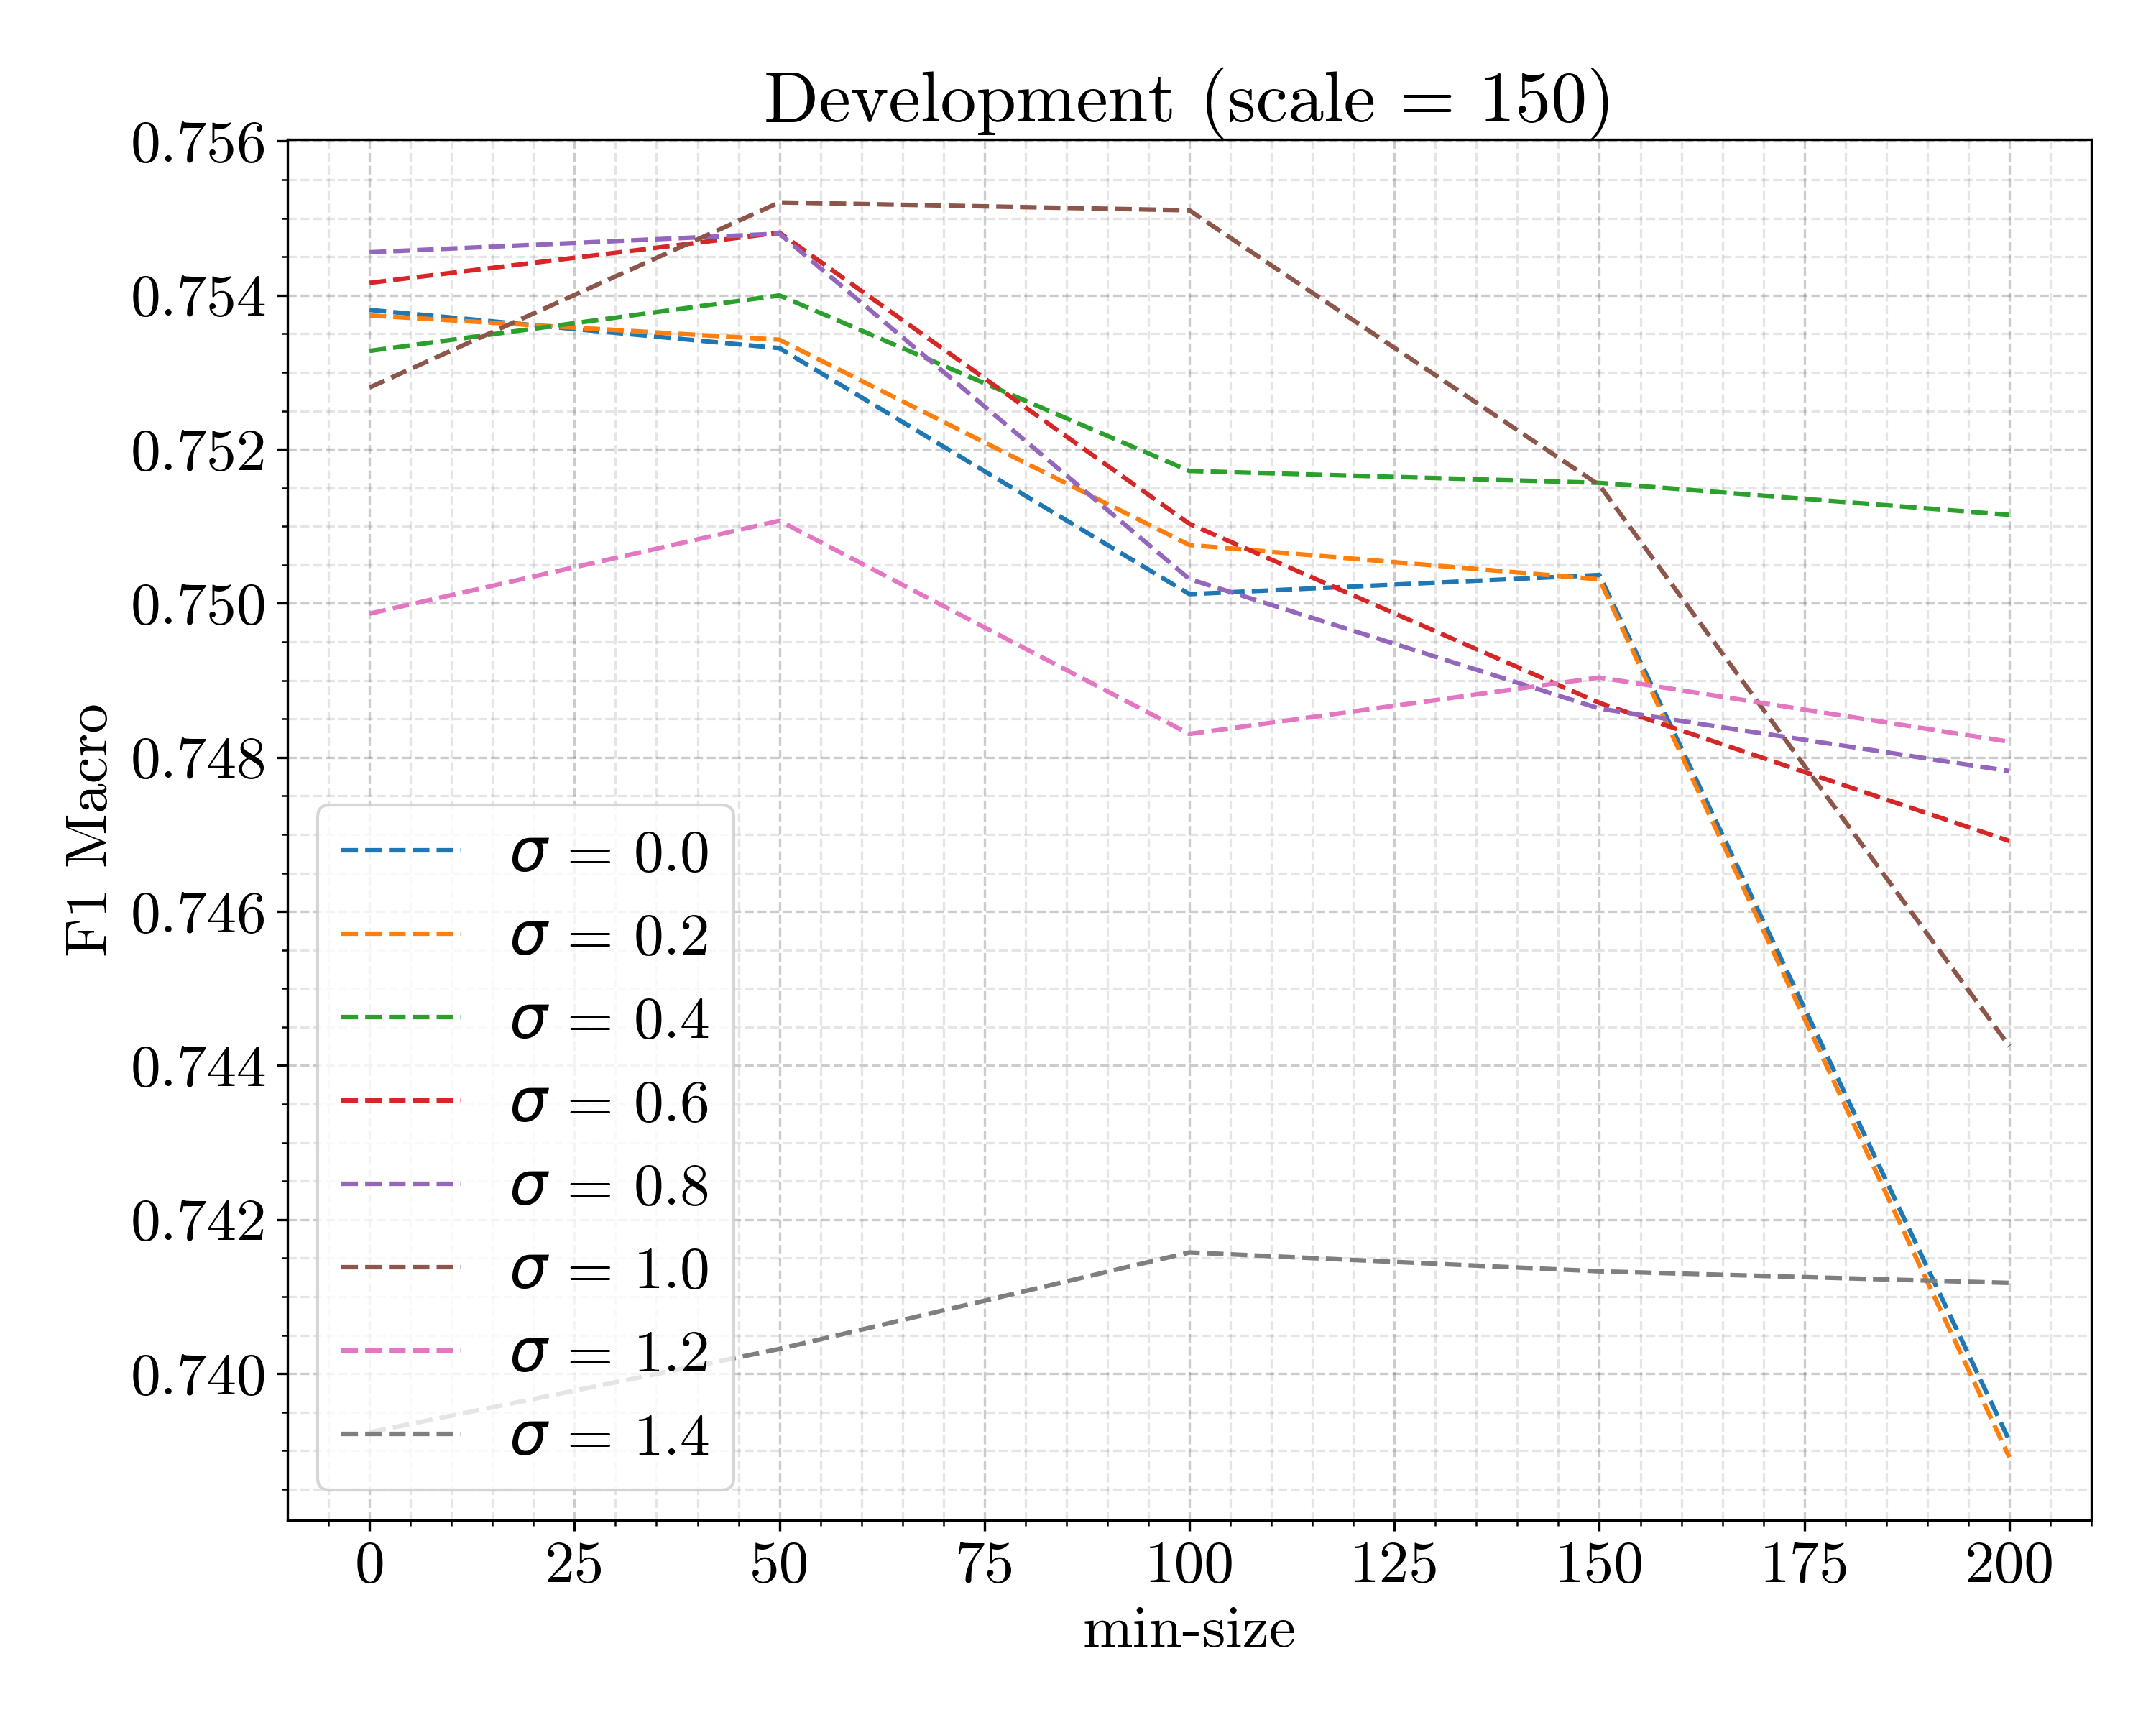 Development (scale = 150)
0.756
0.754
0.752
0.750
0.748
0.746
0.744
0.742
0.740
F1 Macro
σ = 0.0
σ = 0.2
σ = 0.4
σ = 0.6
σ = 0.8
σ = 1.0
σ = 1.2
σ = 1.4
0 25 50 75 100 125 150 175 200
min-size